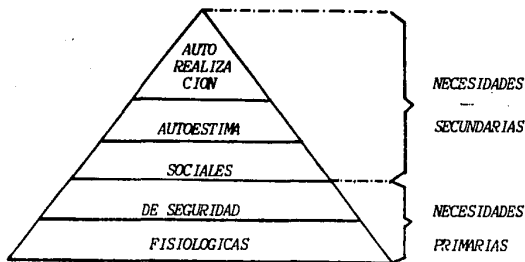 AUTO
REALIZA
CION
AUTOESTIMA
SOCIALES
DE SEGURIDAD
FISIOLOGICAS
NECESIDADES
SECUNDARIAS
NECESIDADES
PRIMARIAS